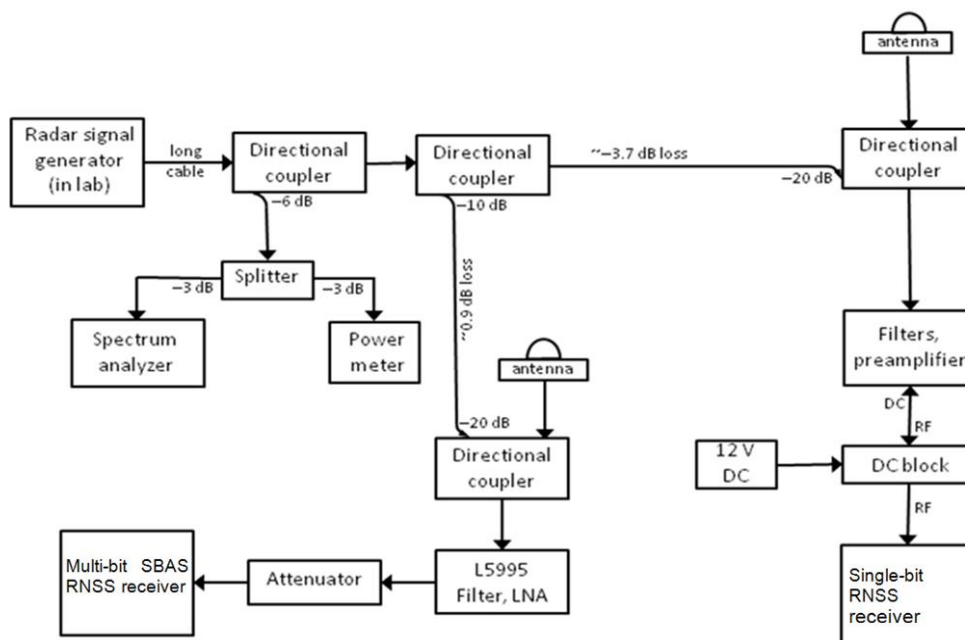 antenna
Radar signal
generator
(in lab)
long
cable
Directional
coupler
Directional
coupler
~−3.7 dB loss
−20 dB
Directional
coupler
−6 dB
−10 dB
Splitter
−3 dB
−3 dB
Spectrum
analyzer
Power
meter
~0.9 dB loss
antenna
Filters,
preamplifier
DC
RF
−20 dB
Directional
coupler
12 V
DC
DC block
RF
Multi-bit SBAS
RNSS receiver
Attenuator
L5995
Filter, LNA
Single-bit
RNSS
receiver